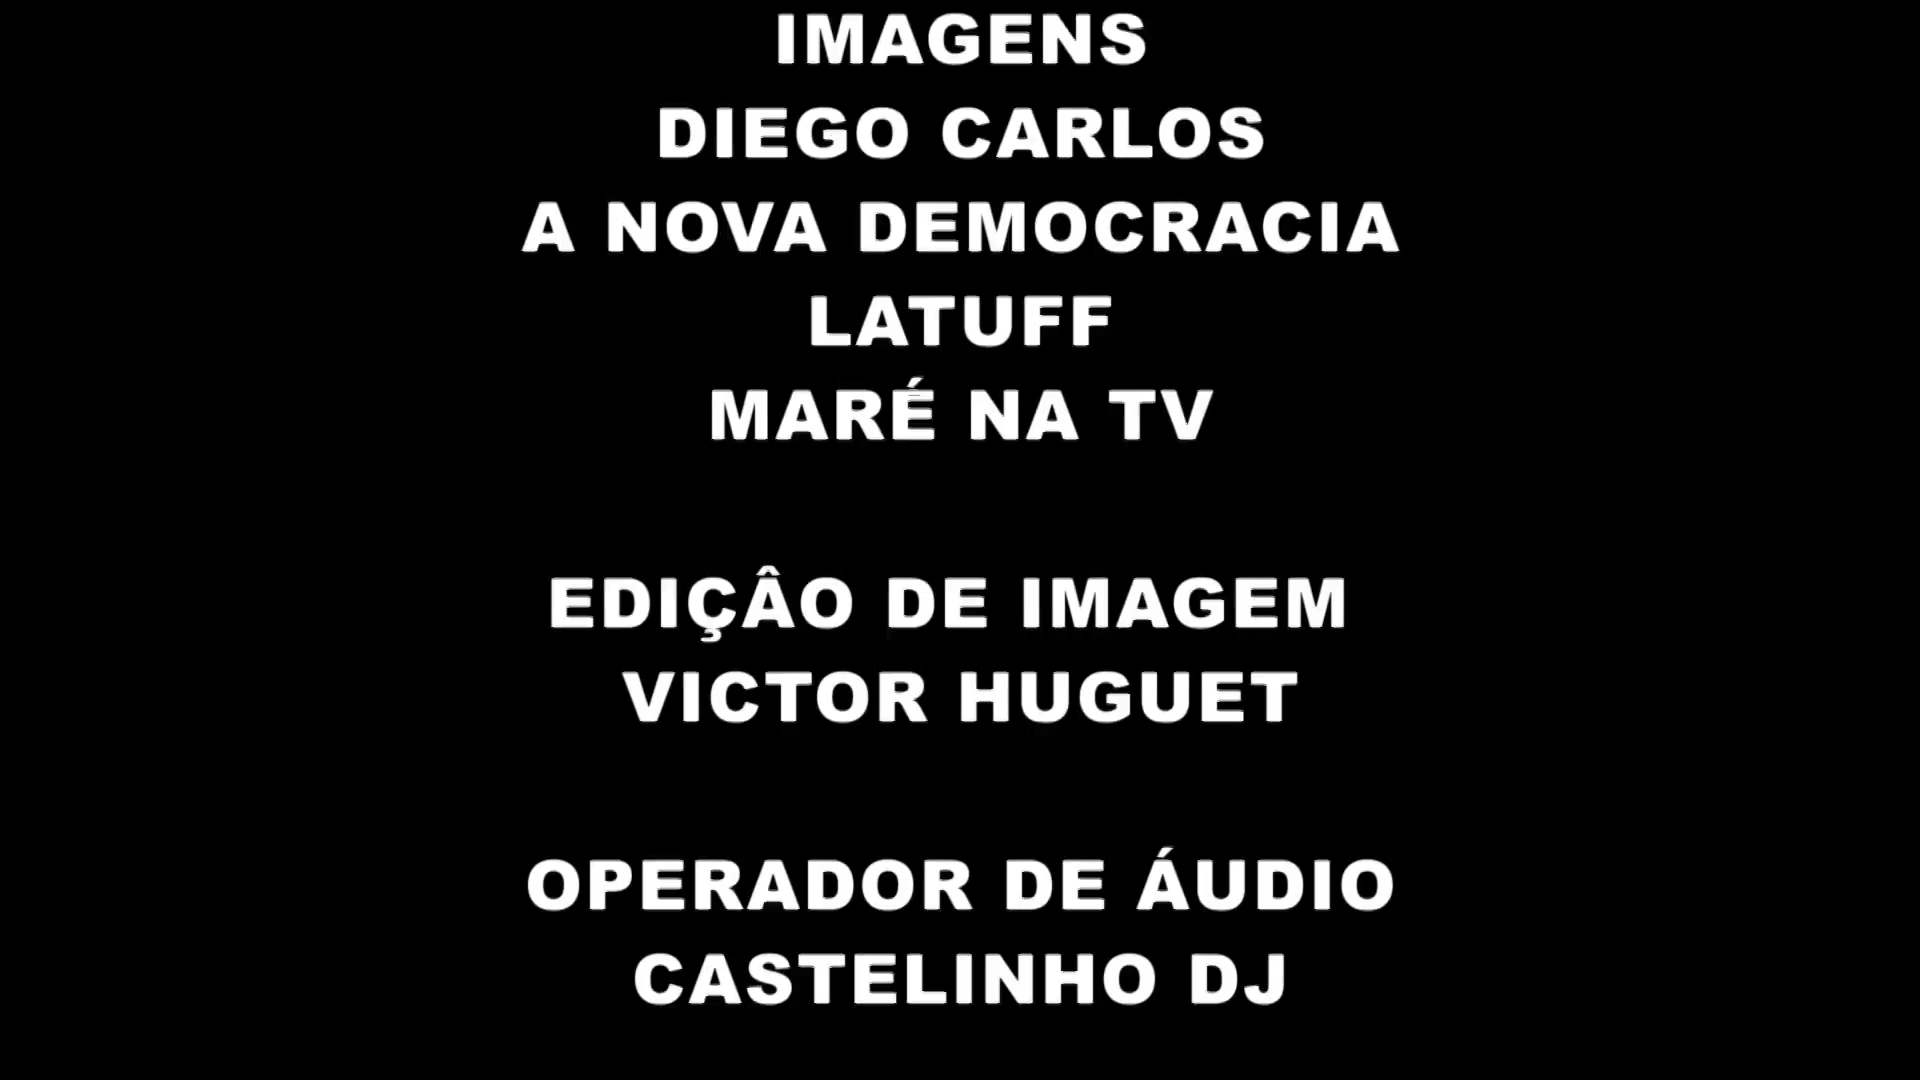 IMAGENS
DIEGO CARLOS
A NOVA DEMOCRACIA
LATUFF
MARÉ NA TV
EDIÇÂO DE IMAGEM
VICTOR HUGUET
OPERADOR DE ÁUDIO
CASTELINHO DJ